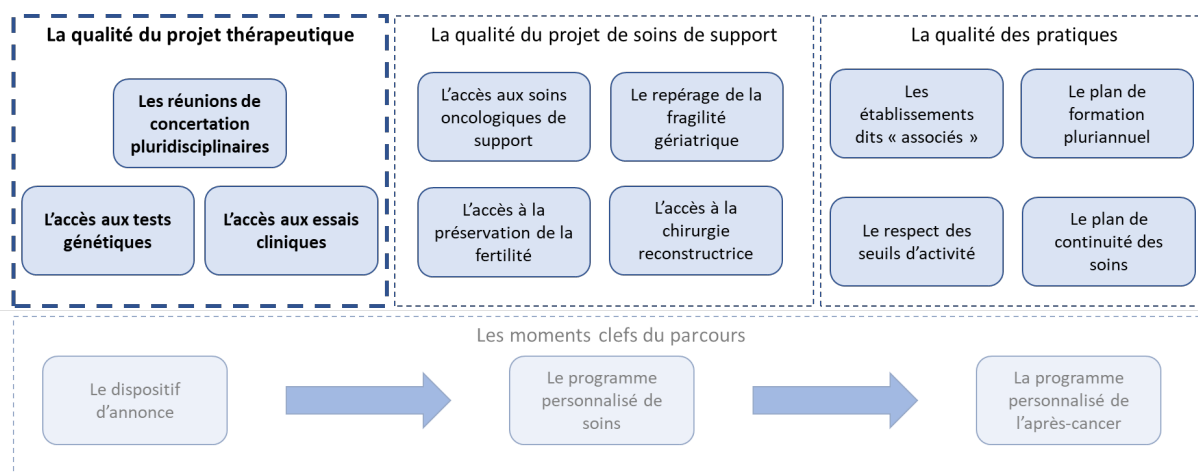 La qualité du projet thérapeutique
Les réunions de
concertation
pluridisciplinaires
L'accès aux tests
génétiques
L'accès aux essais
cliniques
La qualité du projet de soins de support
L'accès aux soins
oncologiques de
support
Le repérage de la
fragilité
gériatrique
L'accès à la
préservation de la
fertilité
L'accès à la
chirurgie
reconstructrice
La qualité des pratiques
Les
établissements
dits « associés »
Le plan de
formation
pluriannuel
Le respect des
seuils d'activité
Le plan de
continuité des
soins
Les moments clefs du parcours
Le dispositif
d'annonce
Le programme
personnalisé de
soins
La programme
personnalisé de
l'après-cancer